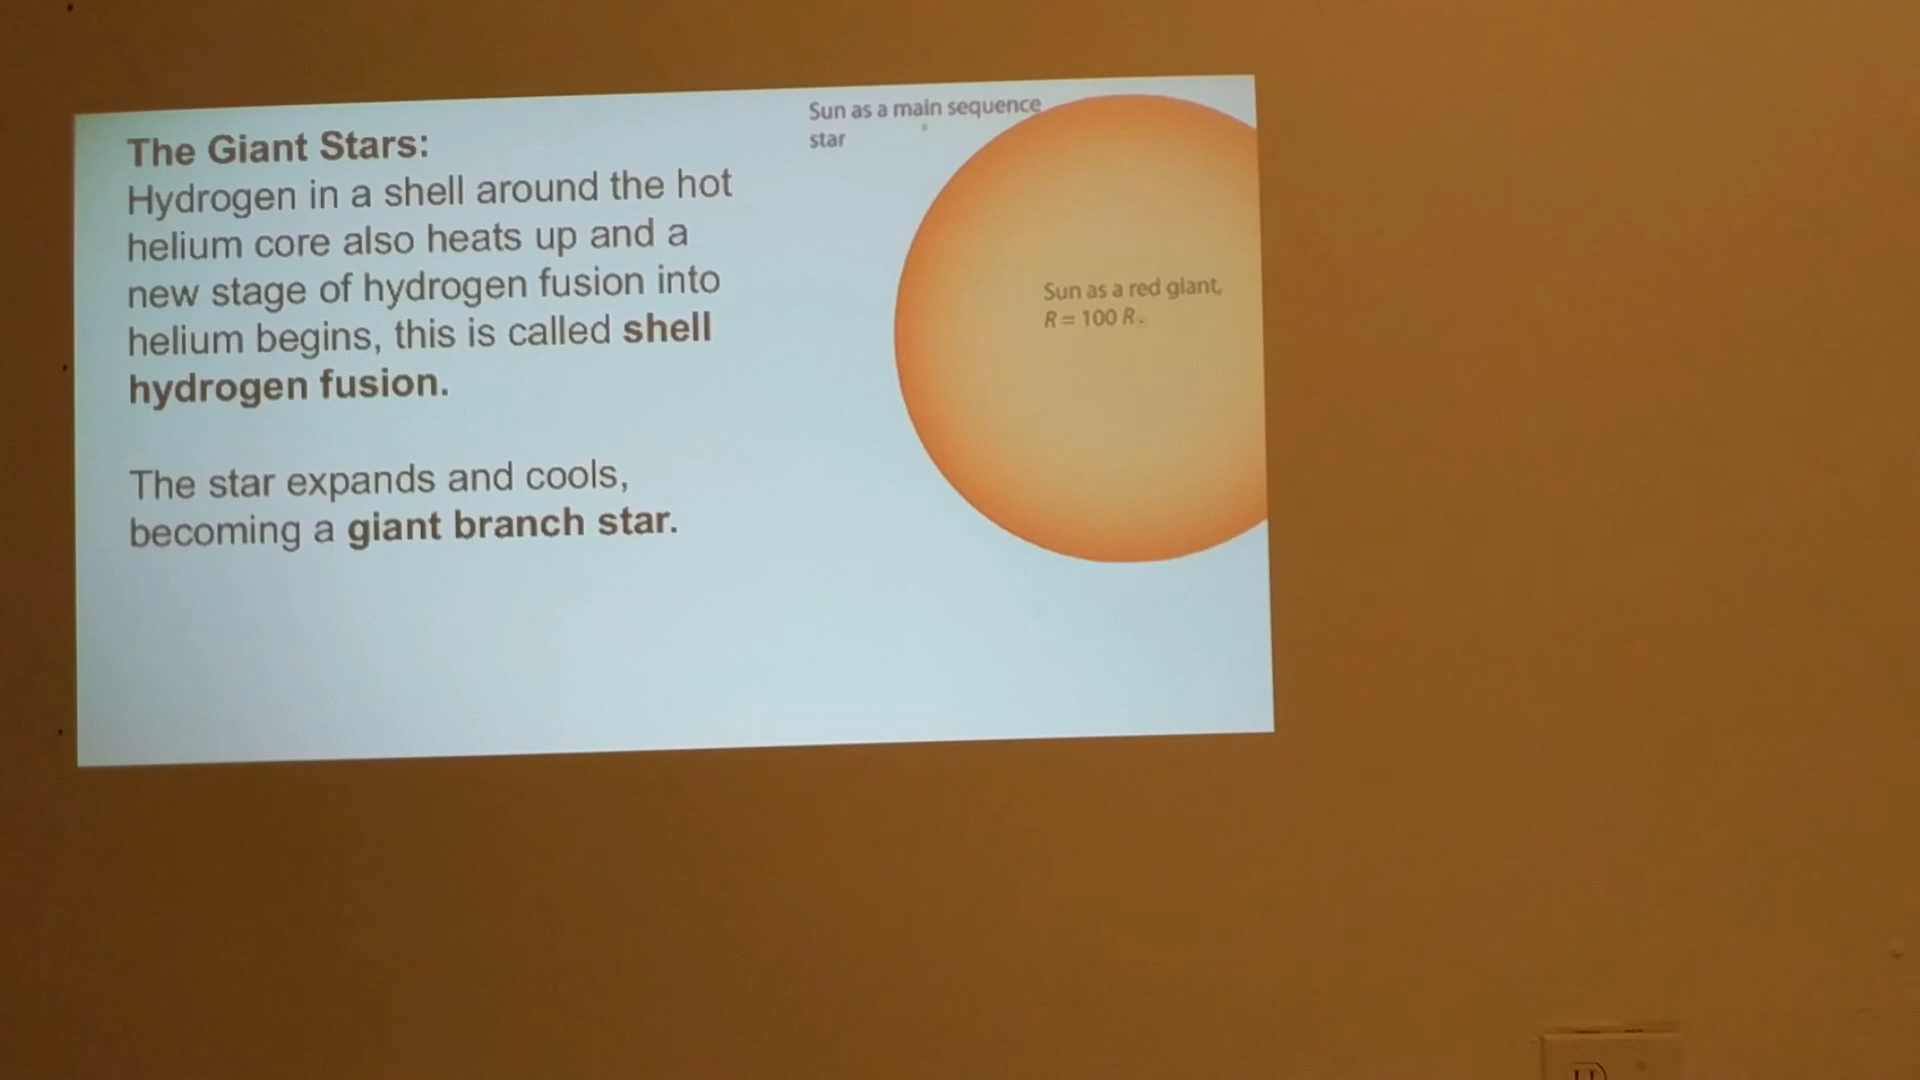 The Giant Stars:
Hydrogen in a shell around the hot
helium core also heats up and a
new stage of hydrogen fusion into
helium begins, this is called shell
hydrogen fusion.
The star expands and cools,
becoming a giant branch star.
Sun as a main sequence
star
Sun as a red giant,
R = 100 R